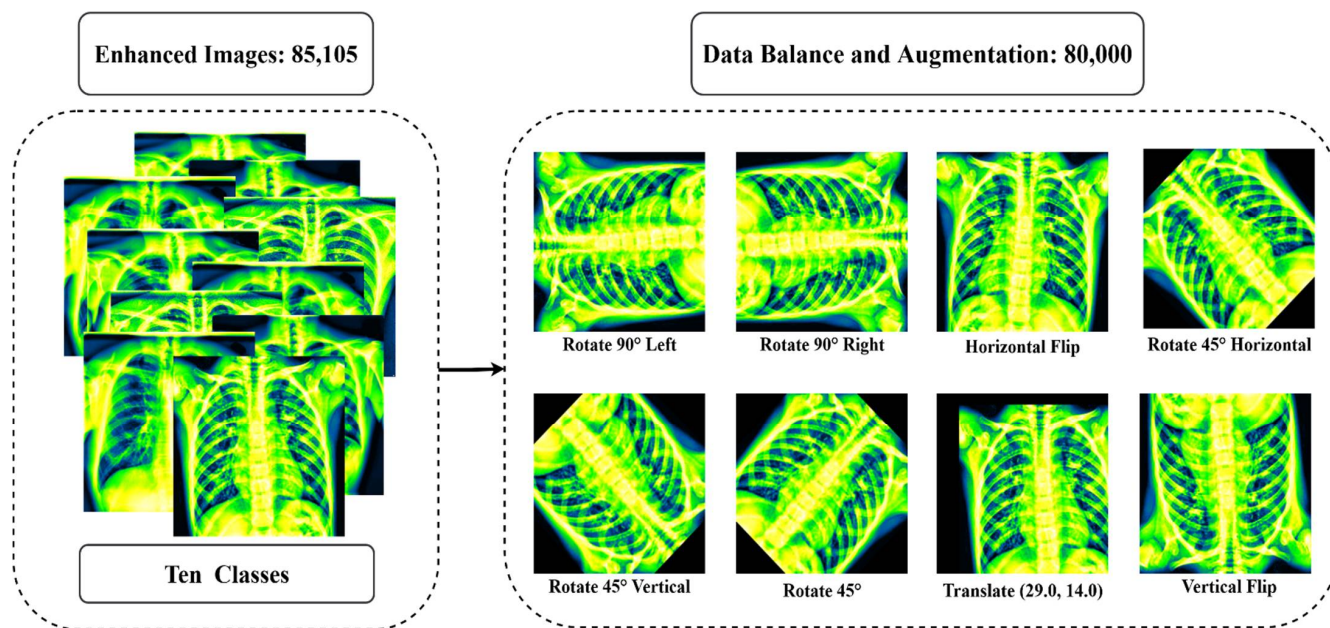 Enhanced Images: 85,105
Data Balance and Augmentation: 80,000
Rotate 90° Left
Rotate 90° Right
Horizontal Flip
Rotate 45° Horizontal
Rotate 45° Vertical
Rotate 45°
Translate (29.0, 14.0)
Vertical Flip
Ten Classes